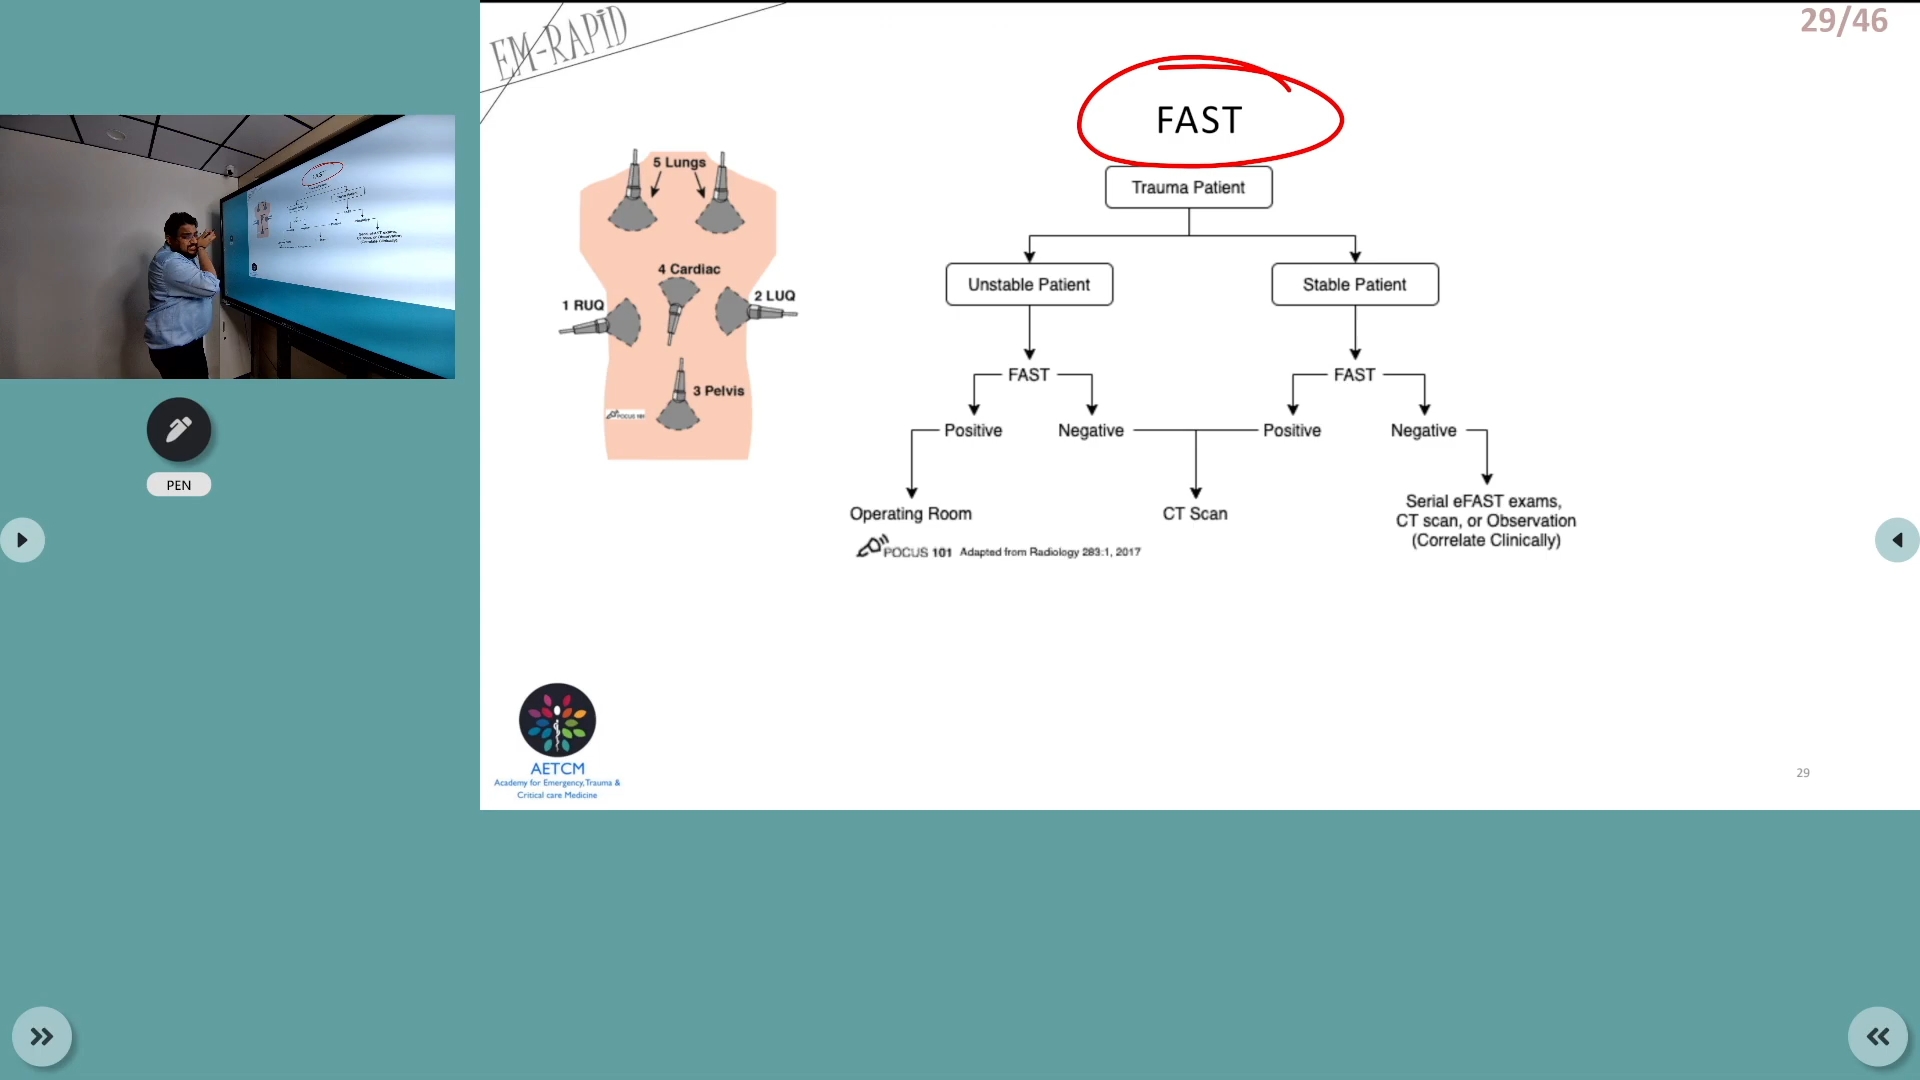 EM-RAPiD
29/46
FAST
5 Lungs
4 Cardiac
1 RUQ
2 LUQ
3 Pelvis
POCUS 101
Trauma Patient
Unstable Patient
Stable Patient
FAST
FAST
Positive
Negative
Positive
Negative
Operating Room
CT Scan
Serial eFAST exams,
CT scan, or Observation
(Correlate Clinically)
POCUS 101 Adapted from Radiology 283:1, 2017
PEN
AETCM
Academy for Emergency,Trauma &
Critical care Medicine
29